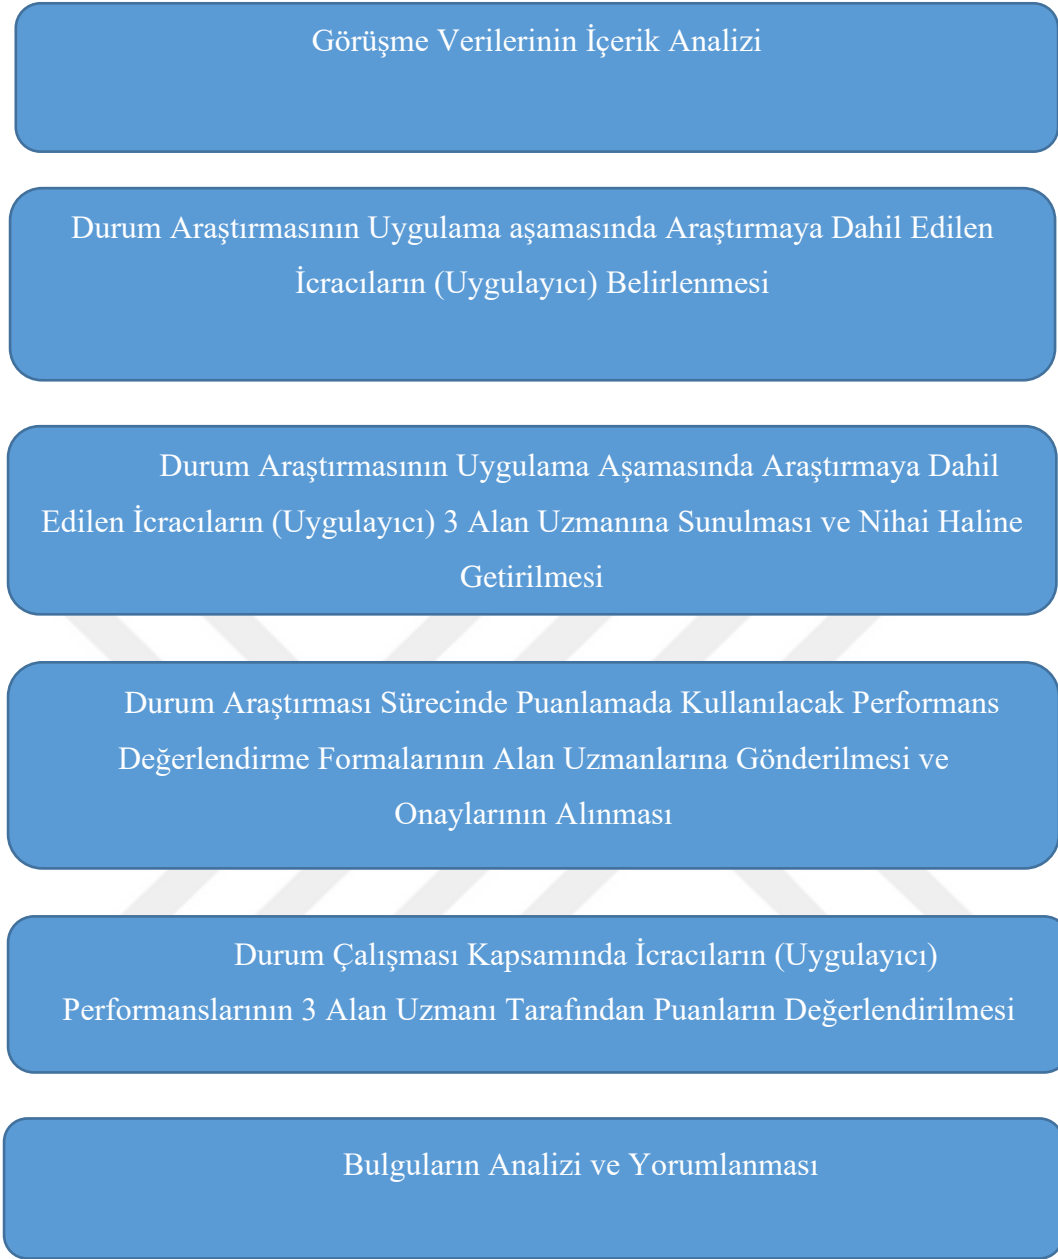 Görüşme Verilerinin İçerik Analizi
Durum Araştırmasının Uygulama aşamasında Araştırmaya Dahil Edilen
İcracıların (Uygulayıcı) Belirlenmesi
Durum Araştırmasının Uygulama Aşamasında Araştırmaya Dahil
Edilen İcracıların (Uygulayıcı) 3 Alan Uzmanına Sunulması ve Nihai Haline
Getirilmesi
Durum Araştırması Sürecinde Puanlamada Kullanılacak Performans
Değerlendirme Formalarının Alan Uzmanlarına Gönderilmesi ve
Onaylarının Alınması
Durum Çalışması Kapsamında İcracıların (Uygulayıcı)
Performanslarının 3 Alan Uzmanı Tarafından Puanların Değerlendirilmesi
Bulguların Analizi ve Yorumlanması